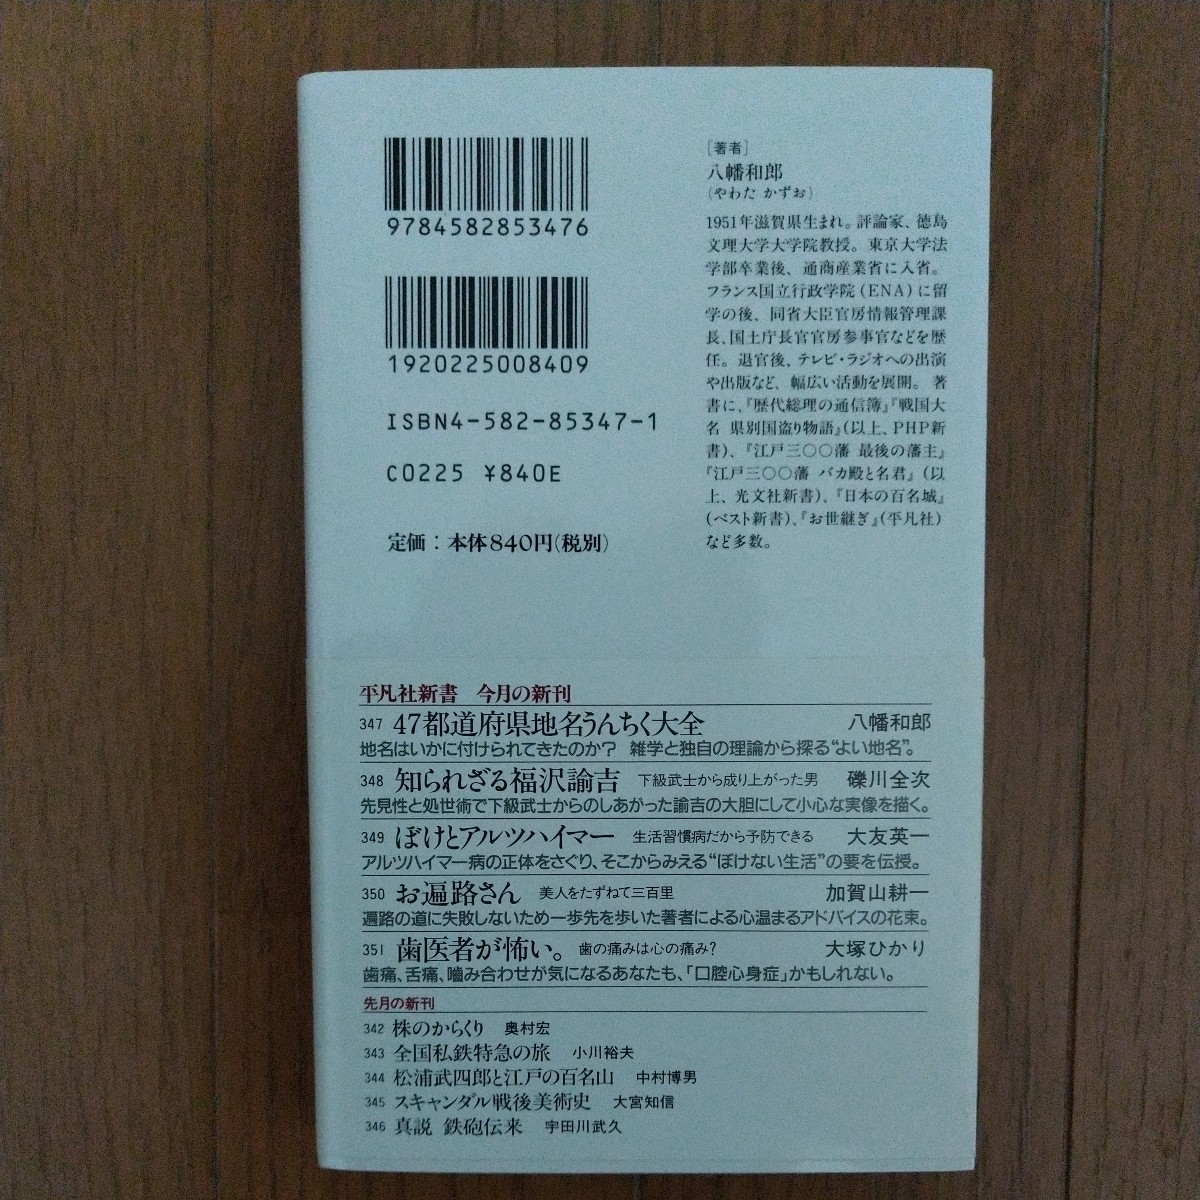 9784582853476
1920225008409
ISBN4-582-85347-1
C0225 ¥840E
定価：本体840円(税別)
[著者]
八幡和郎
(やわた かずお)
1951年滋賀県生まれ。評論家、徳島
文理大学大学院教授。東京大学法
学部卒業後、通商産業省に入省。
フランス国立行政学院(ENA)に留
学の後、同省大臣官房情報管理課
長、国土庁長官官房参事官などを歴
任。退官後、テレビ・ラジオへの出演
や出版など、幅広い活動を展開。著
書に、『歴代総理の通信簿』『戦国大
名 県別国盗り物語』(以上、PHP新
書)、『江戸三〇〇藩 最後の藩主』
『江戸三〇〇藩 バカ殿と名君』(以
上、光文社新書)、『日本の百名城』
(ベスト新書)、『お世継ぎ』(平凡社)
など多数。
平凡社新書 今月の新刊
347 47都道府県地名うんちく大全 八幡和郎
地名はいかに付けられてきたのか？ 雑学と独自の理論から探る“よい地名”。
348 知られざる福沢諭吉 下級武士から成り上がった男 礫川全次
先見性と処世術で下級武士からのしあがった諭吉の大胆にして小心な実像を描く。
349 ぼけとアルツハイマー 生活習慣病だから予防できる 大友英一
アルツハイマー病の正体をさぐり、そこからみえる“ぼけない生活”の要を伝授。
350 お遍路さん 美人をたずねて三百里 加賀山耕一
遍路の道に失敗しないため一歩先を歩いた著者による心温まるアドバイスの花束。
351 歯医者が怖い。 歯の痛みは心の痛み? 大塚ひかり
歯痛、舌痛、嚙み合わせが気になるあなたも、「口腔心身症」かもしれない。
先月の新刊
342 株のからくり 奥村宏
343 全国私鉄特急の旅 小川裕夫
344 松浦武四郎と江戸の百名山 中村博男
345 スキャンダル戦後美術史 大宮知信
346 真説 鉄砲伝来 宇田川武久